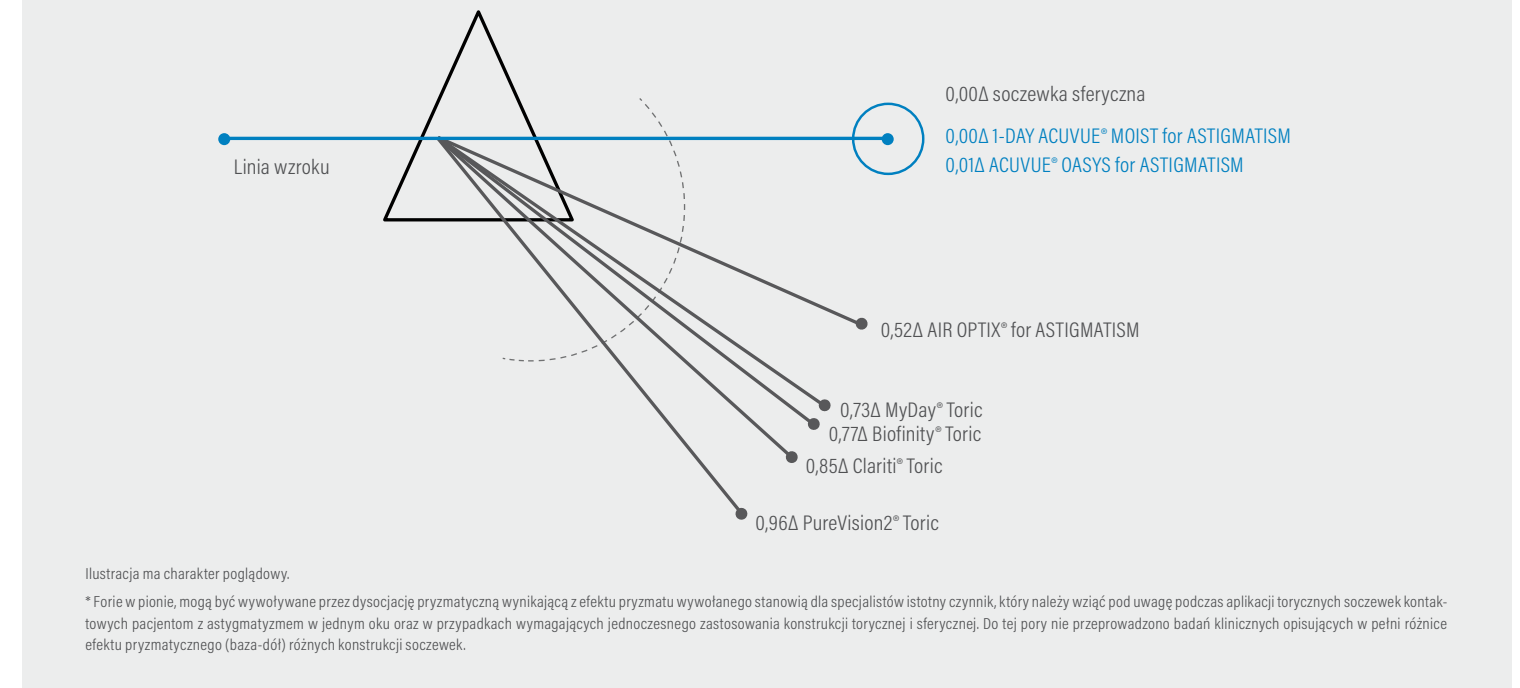 0,00Δ soczewka sferyczna
0,00Δ 1-DAY ACUVUE® MOIST for ASTIGMATISM
Linia wzroku
0,01Δ ACUVUE® OASYS for ASTIGMATISM
0,52Δ AIR OPTIX® for ASTIGMATISM
0,73Δ MyDay® Toric
0,77Δ Biofinity® Toric
0,85Δ Clariti® Toric
0,96Δ PureVision2® Toric
Ilustracja ma charakter poglądowy.
* Forie w pionie, mogą być wywoływane przez dysocjację pryzmatyczną wynikającą z efektu pryzmatu wywołanego stanowią dla specjalistów istotny czynnik, który należy wziąć pod uwagę podczas aplikacji torycznych soczewek kontak-
towych pacjentom z astygmatyzmem w jednym oku oraz w przypadkach wymagających jednoczesnego zastosowania konstrukcji torycznej i sferycznej. Do tej pory nie przeprowadzono badań klinicznych opisujących w pełni różnice
efektu pryzmatycznego (baza-dół) różnych konstrukcji soczewek.